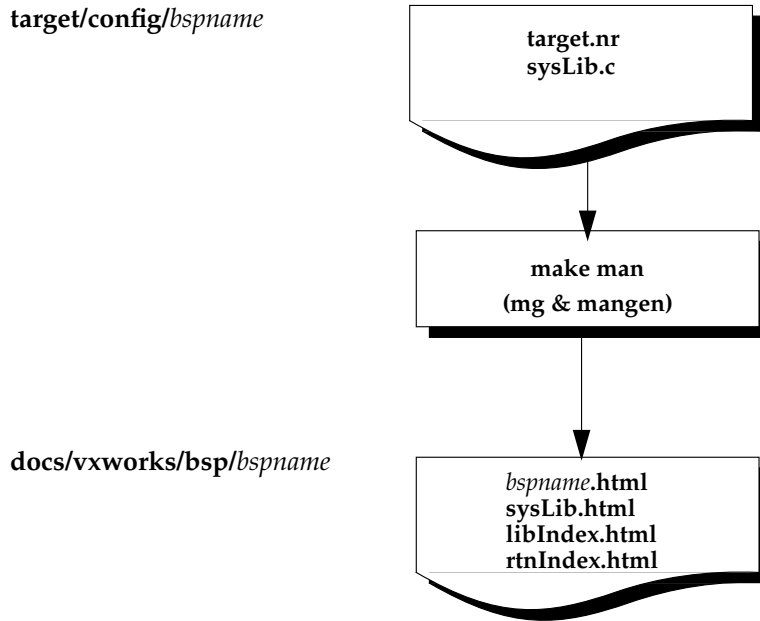 target/config/bspname
target.nr
sysLib.c
make man
(mg & mangen)
docs/vxworks/bsp/bspname
bspname.html
sysLib.html
libIndex.html
rtnIndex.html